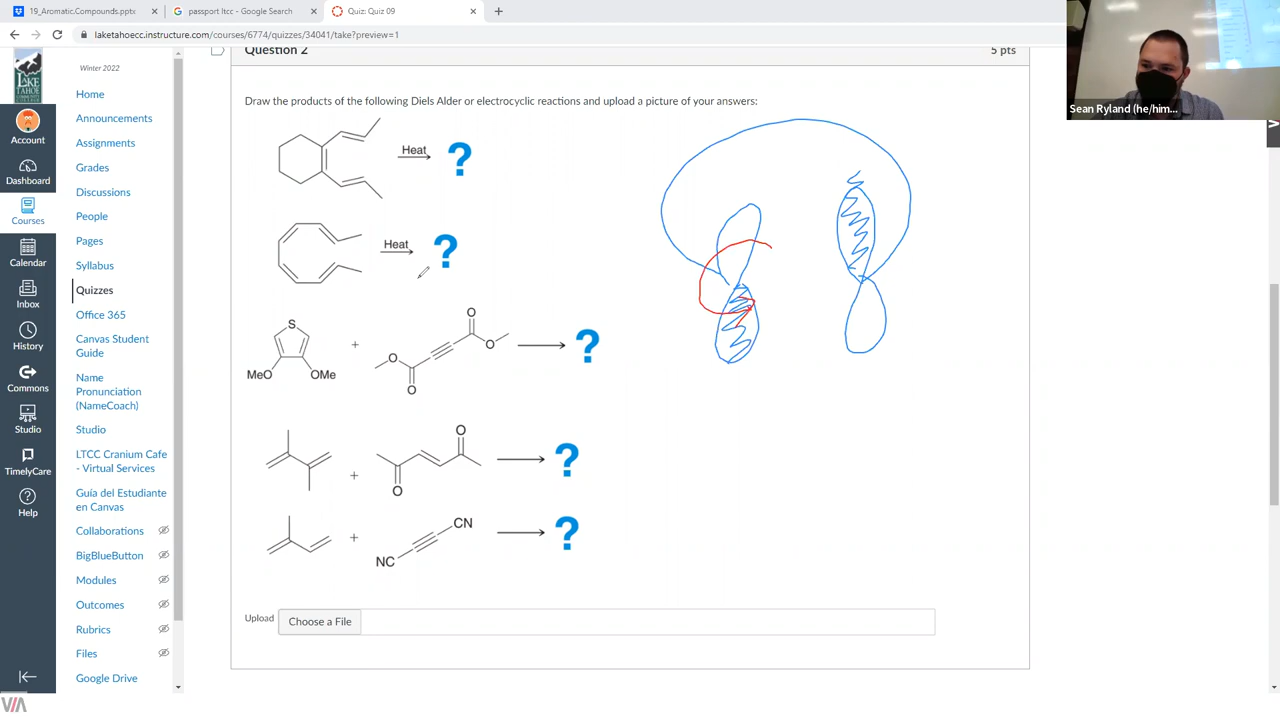 19_Aromatic.Compounds.pptx
passport ltcc - Google Search
Quiz: Quiz 09
laketahoecc.instructure.com/courses/6774/quizzes/34041/take?preview=1
Sean Ryland (he/him...
LAKE
TAHOE
Account
Dashboard
Courses
Calendar
Inbox
History
Commons
Studio
TimelyCare
Help
Winter 2022
Home
Announcements
Assignments
Grades
Discussions
People
Pages
Syllabus
Quizzes
Office 365
Canvas Student
Guide
Name
Pronunciation
(NameCoach)
Studio
LTCC Cranium Cafe
- Virtual Services
Guía del Estudiante
en Canvas
Collaborations
BigBlueButton
Modules
Outcomes
Rubrics
Files
Google Drive
Question 2
5 pts
Draw the products of the following Diels Alder or electrocyclic reactions and upload a picture of your answers:
Heat
?
Heat
?
S
MeO
OMe
+
O
O
O
O
?
+
O
O
?
+
CN
NC
?
Upload
Choose a File
VIA